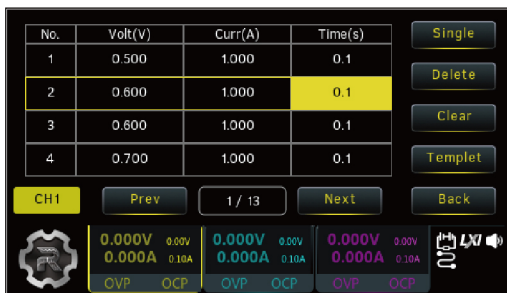 No. Volt(V) Curr(A) Time(s) Single
1 0.500 1.000 0.1
Delete
2 0.600 1.000 0.1
Clear
3 0.600 1.000 0.1
4 0.700 1.000 0.1 Templet
CH1 Prev 1 / 13 Next Back
0.000V 0.00V 0.000V 0.00V 0.000V 0.00V LXI
0.000A 0.10A 0.000A 0.10A 0.000A 0.10A
OVP OCP OVP OCP OVP OCP